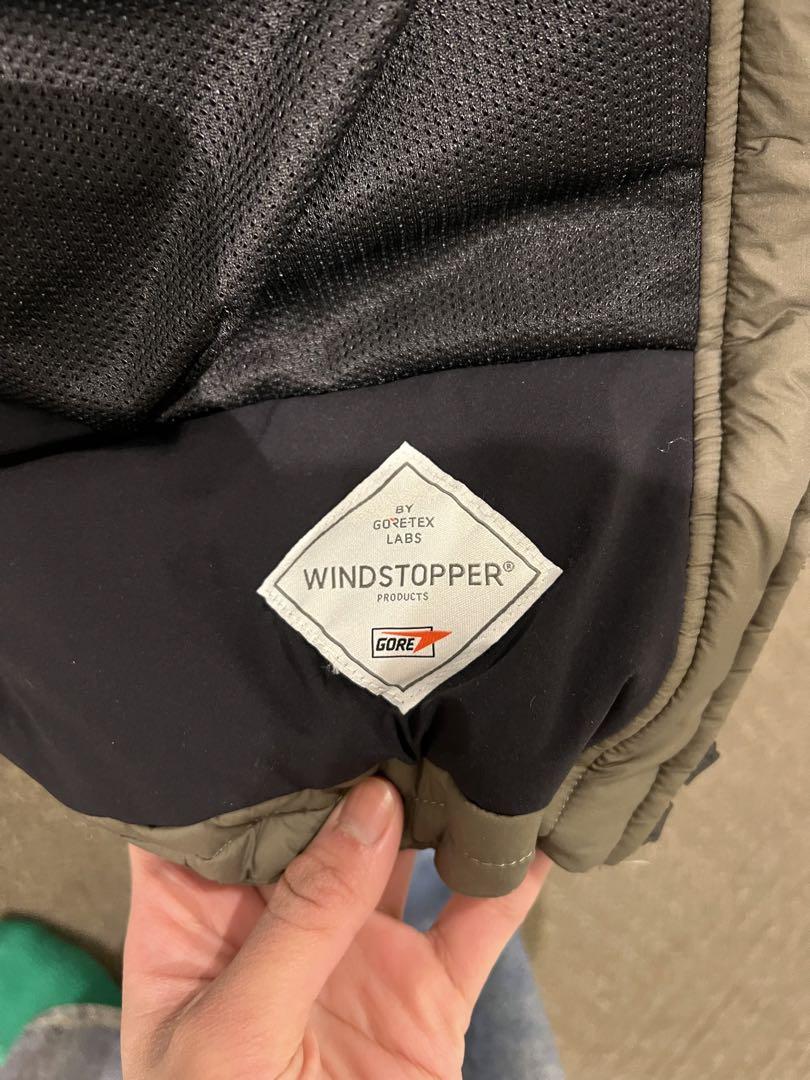 BY
GORE-TEX
LABS
WINDSTOPPER®
PRODUCTS
GORE